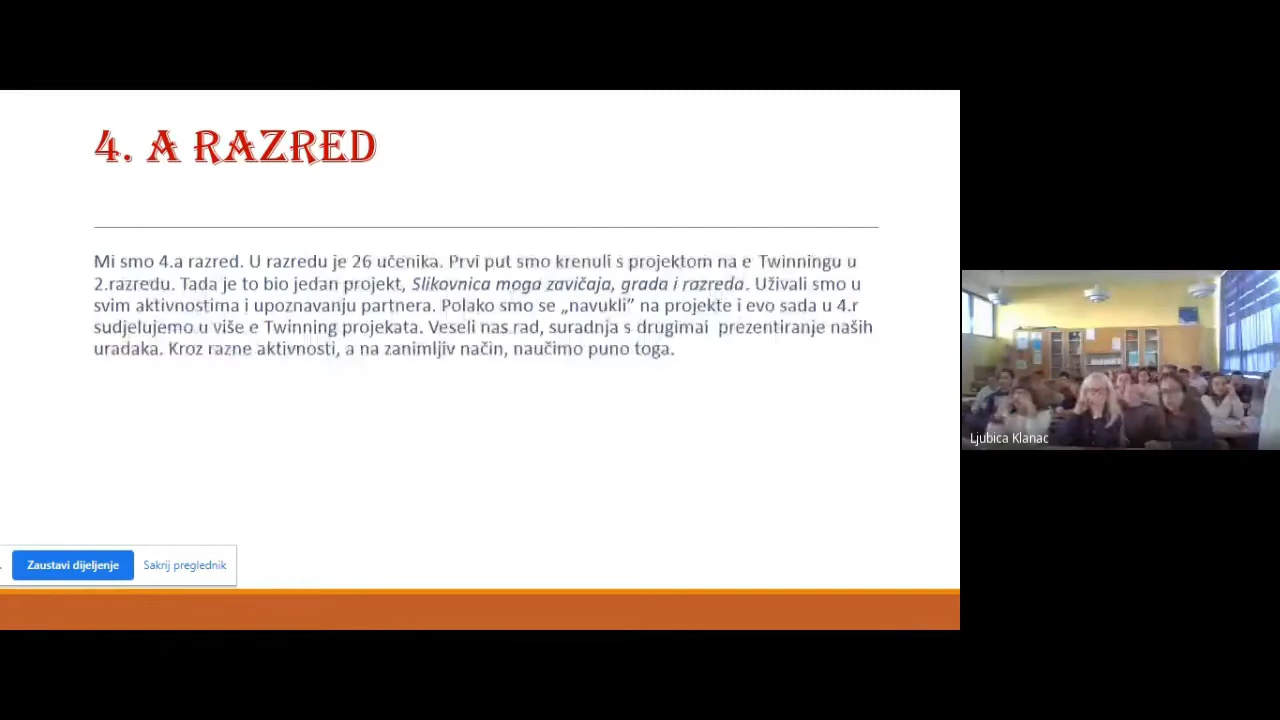 4. A RAZRED
Mi smo 4.a razred. U razredu je 26 učenika. Prvi put smo krenuli s projektom na e Twinningu u
2.razredu. Tada je to bio jedan projekt, Slikovnica moga zavičaja, grada i razreda. Uživali smo u
svim aktivnostima i upoznavanju partnera. Polako smo se „navukli” na projekte i evo sada u 4.r
sudjelujemo u više e Twinning projekata. Veseli nas rad, suradnja s drugimai prezentiranje naših
uradaka. Kroz razne aktivnosti, a na zanimljiv način, naučimo puno toga.
Ljubica Klanac
Zaustavi dijeljenje
Sakrij preglednik